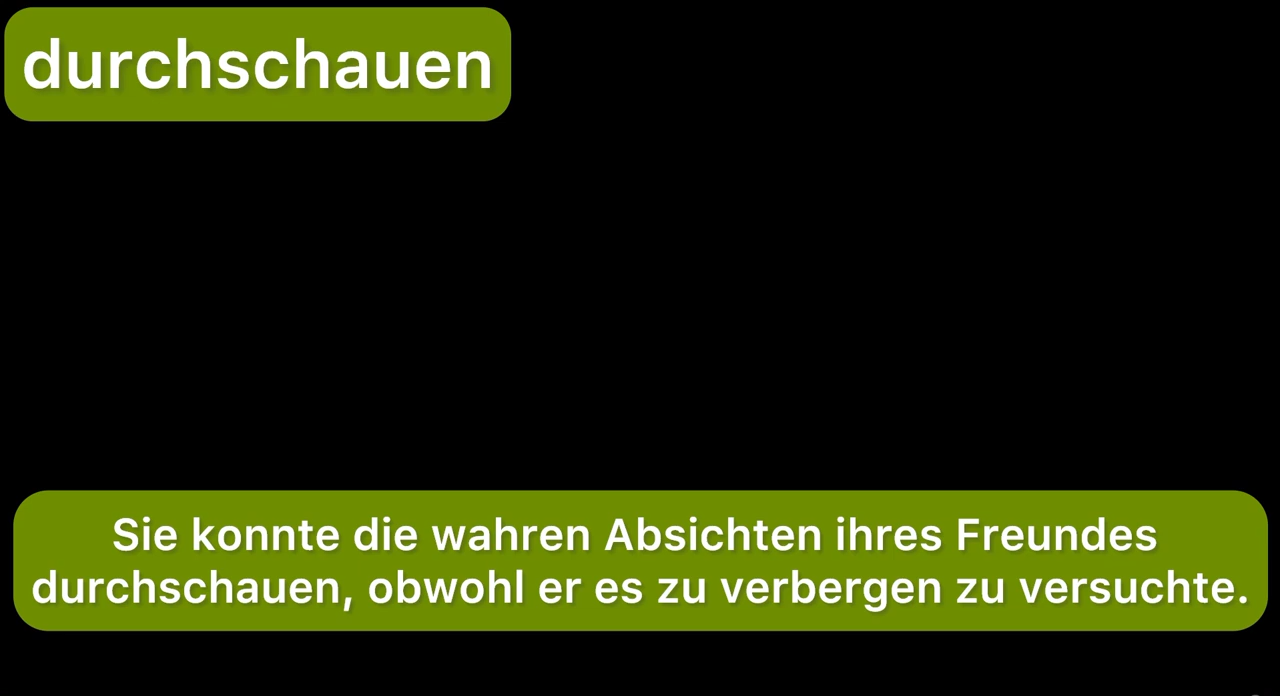 durchschauen
Sie konnte die wahren Absichten ihres Freundes
durchschauen, obwohl er es zu verbergen zu versuchte.